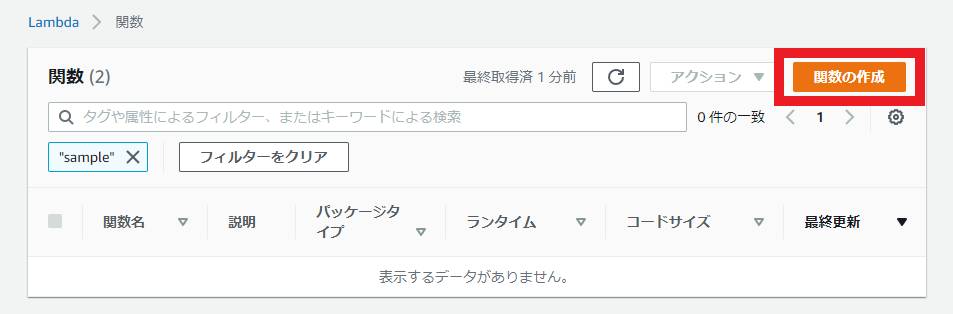 Lambda > 関数
関数 (2)
最終取得済 1 分前
アクション ▼
関数の作成
タグや属性によるフィルター、またはキーワードによる検索
0 件の一致 < 1 >
"sample" ×
フィルターをクリア
関数名
説明
パッケージタ
イプ
ランタイム
コードサイズ
最終更新
表示するデータがありません。